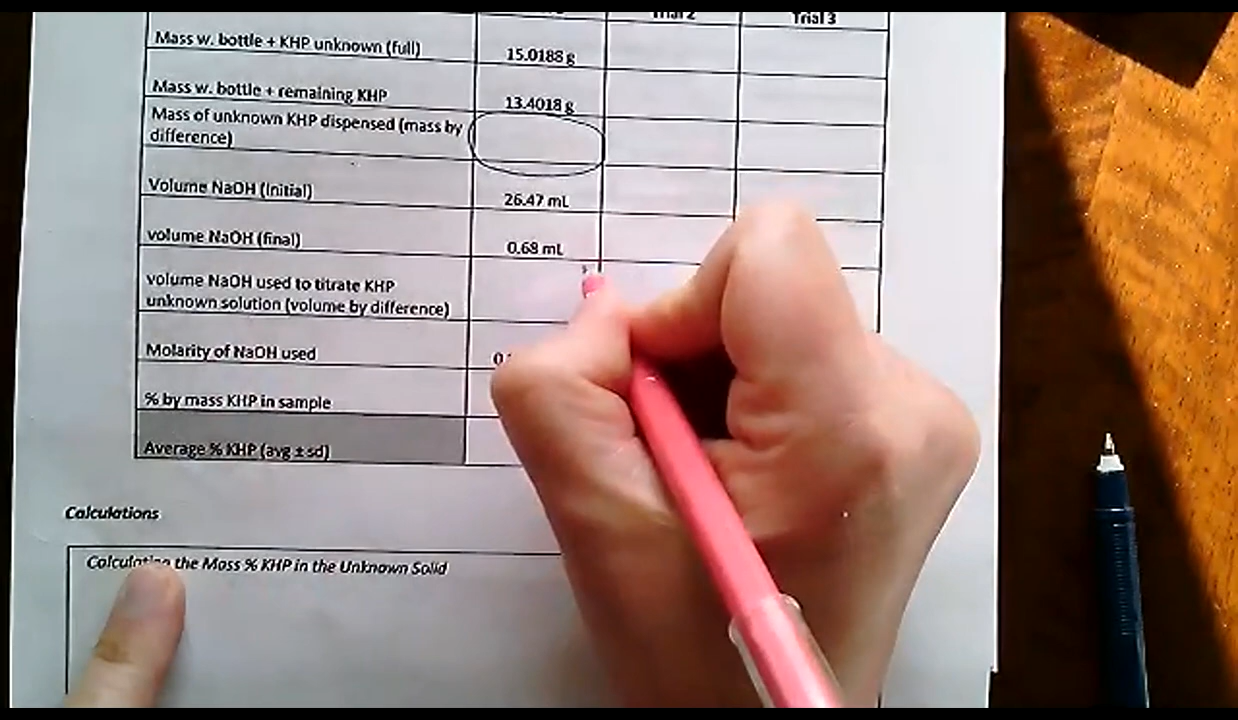 Trial 2 Trial 3
Mass w. bottle + KHP unknown (full) 15.0188 g
Mass w. bottle + remaining KHP 13.4018 g
Mass of unknown KHP dispensed (mass by
difference)
Volume NaOH (initial) 26.47 mL
volume NaOH (final) 0.68 mL
volume NaOH used to titrate KHP
unknown solution (volume by difference)
Molarity of NaOH used
% by mass KHP in sample
Average % KHP (avg ± sd)
Calculations
Calculating the Mass % KHP in the Unknown Solid